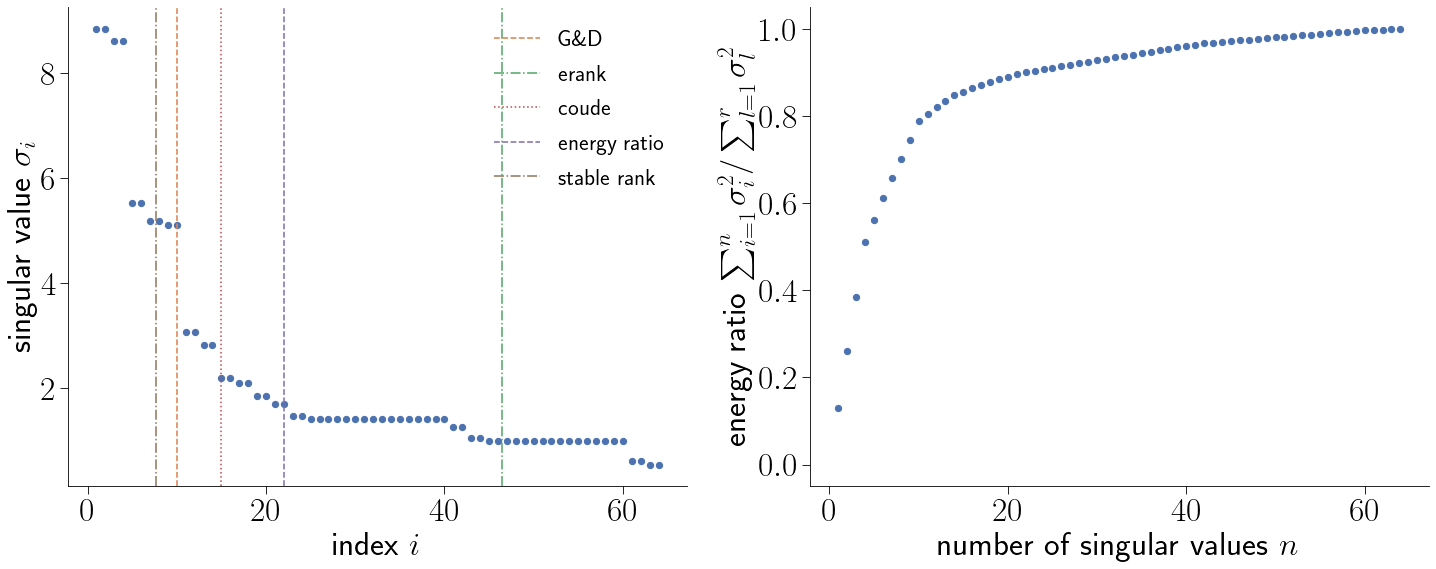 singular value σ_i
8
6
4
2
0
20
40
60
index i
G&D
erank
coude
energy ratio
stable rank
energy ratio ∑_{i=1}^{n} σ_i^2 / ∑_{l=1}^{r} σ_l^2
1.0
0.8
0.6
0.4
0.2
0.0
0
20
40
60
number of singular values n